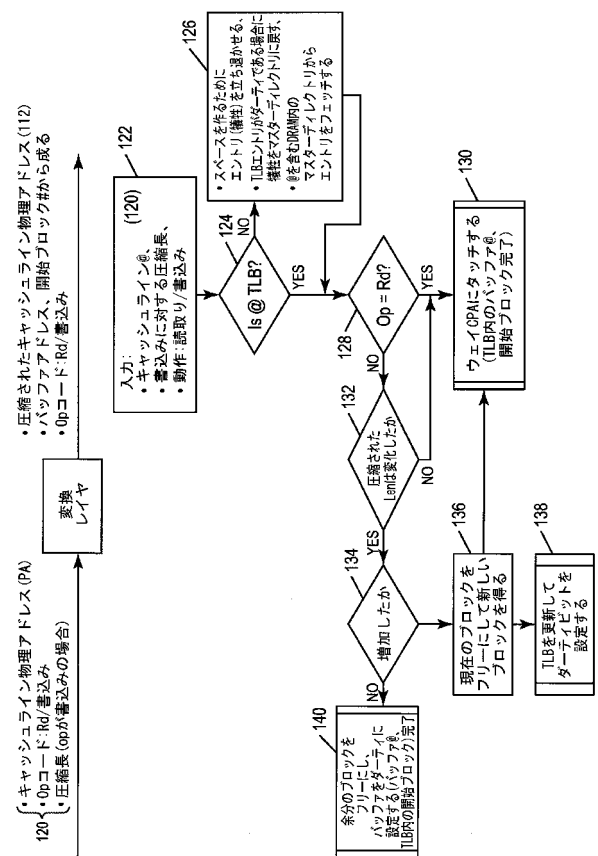 120
・キャッシュライン物理アドレス(PA)
・Opコード:Rd/書込み
・圧縮長(opが書込みの場合)
変換
レイヤ
・圧縮されたキャッシュライン物理アドレス(112)
・バッファアドレス、開始ブロック#から成る
・Opコード:Rd/書込み
122
入力: (120)
・キャッシュライン@、
・書込みに対する圧縮長、
・動作:読取り/書込み
124
Is @ TLB?
NO
YES
126
・スペースを作るために
エントリ(犠牲)を立ち退かせる、
・TLBエントリがダーティである場合に
犠牲をマスターディレクトリに戻す、
・@を含むDRAM内の
マスターディレクトリから
エントリをフェッチする
128
Op = Rd?
YES
NO
130
ウェイCPAにタッチする
(TLB内のバッファ@、
開始ブロック完了)
132
圧縮された
Lenは変化したか
NO
YES
134
増加したか
NO
136
現在のブロックを
フリーにして新しい
ブロックを得る
138
TLBを更新して
ダーティビットを
設定する
140
余分のブロックを
フリーにし、
バッファをダーティに
設定する(バッファ@、
TLB内の開始ブロック)完了